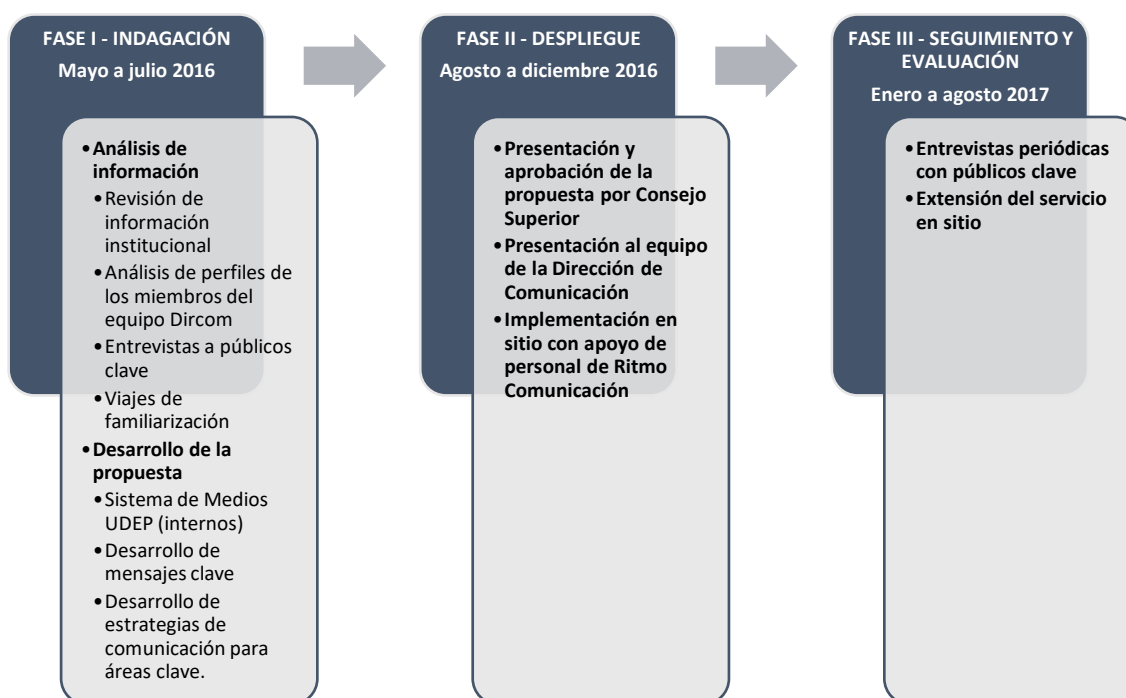 FASE I - INDAGACIÓN
Mayo a julio 2016
•Análisis de
información
•Revisión de
información
institucional
•Análisis de perfiles de
los miembros del
equipo Dircom
•Entrevistas a públicos
clave
•Viajes de
familiarización
•Desarrollo de la
propuesta
•Sistema de Medios
UDEP (internos)
•Desarrollo de
mensajes clave
•Desarrollo de
estrategias de
comunicación para
áreas clave.
FASE II - DESPLIEGUE
Agosto a diciembre 2016
•Presentación y
aprobación de la
propuesta por Consejo
Superior
•Presentación al equipo
de la Dirección de
Comunicación
•Implementación en
sitio con apoyo de
personal de Ritmo
Comunicación
FASE III - SEGUIMIENTO Y
EVALUACIÓN
Enero a agosto 2017
•Entrevistas periódicas
con públicos clave
•Extensión del servicio
en sitio